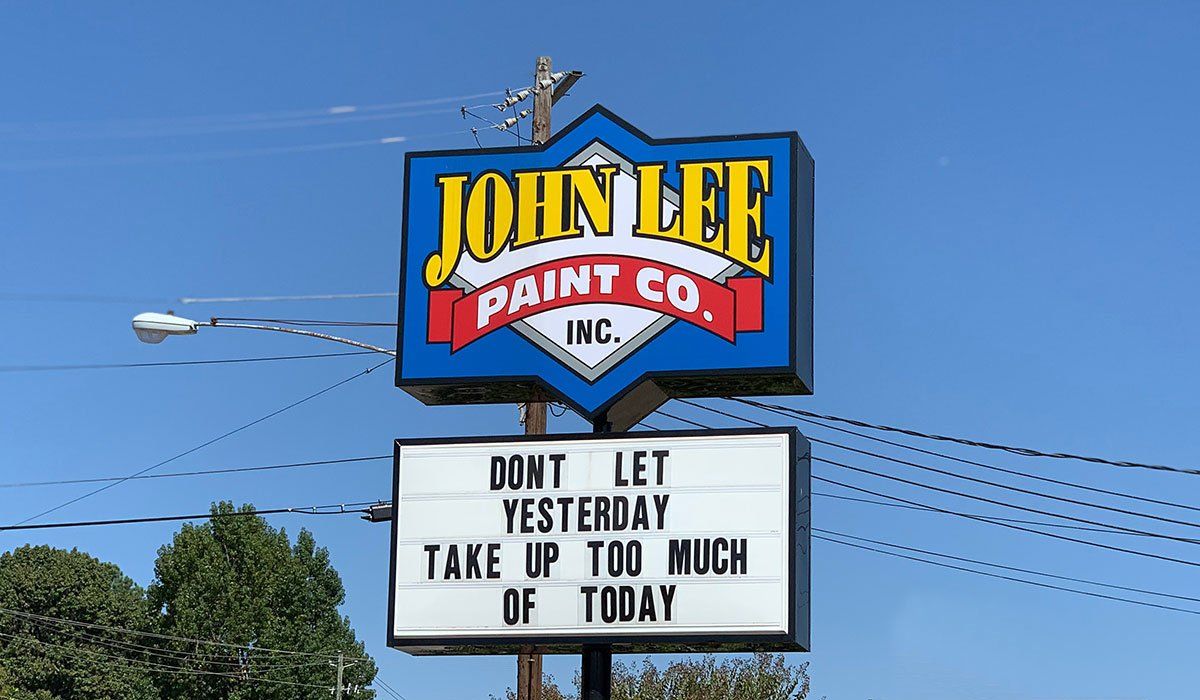 JOHN LEE
PAINT CO.
INC.
DONT LET
YESTERDAY
TAKE UP TOO MUCH
OF TODAY